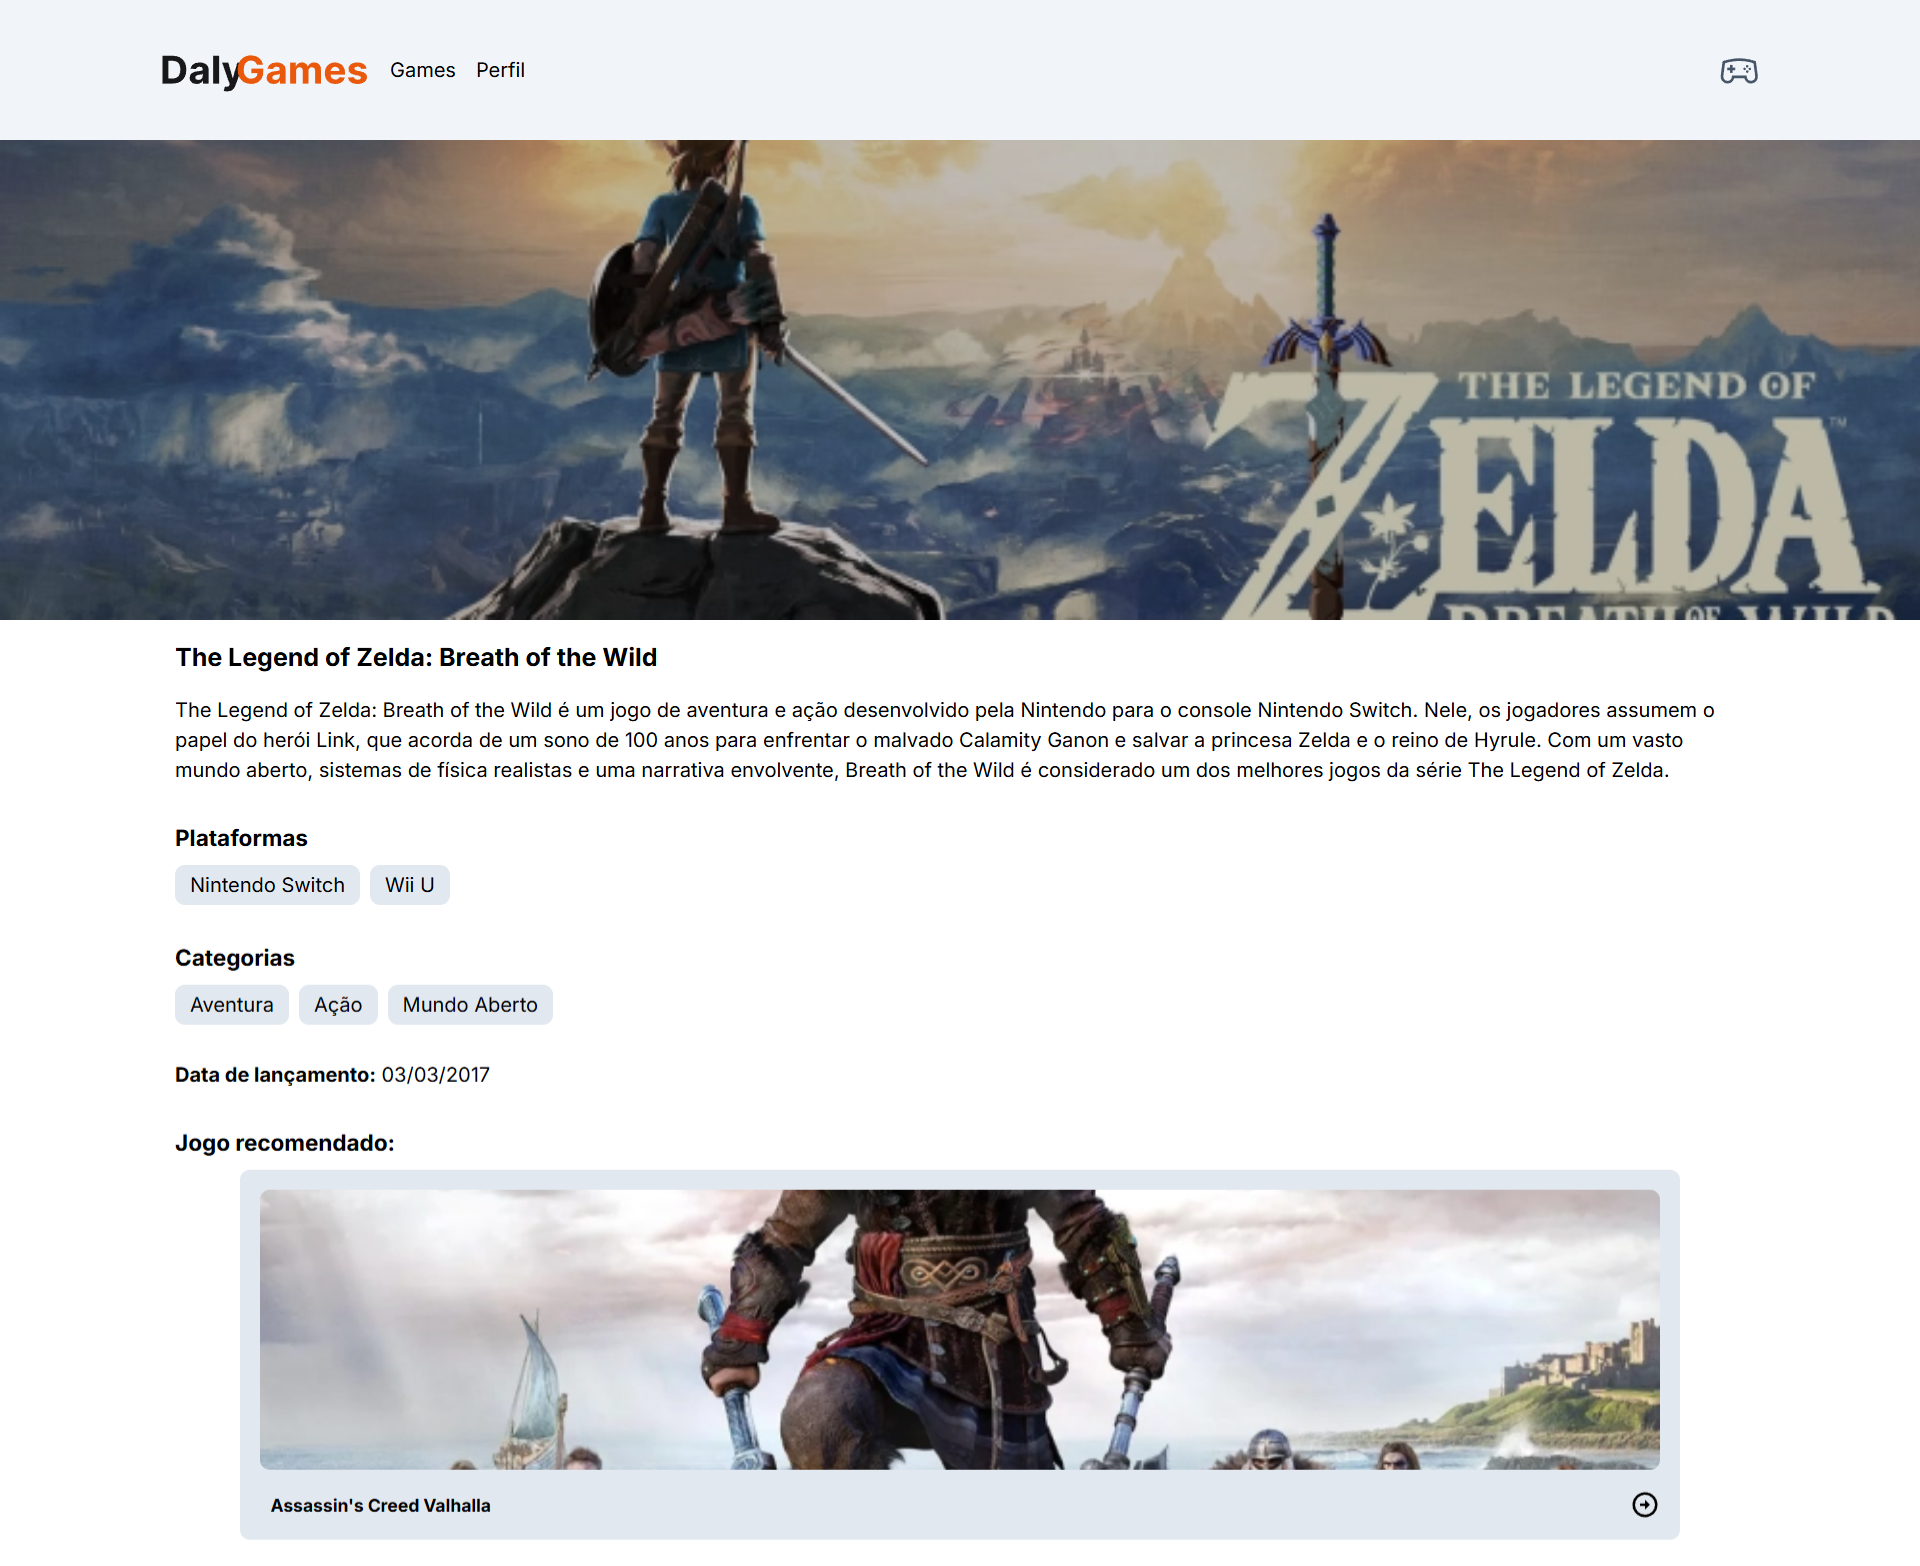 DalyGames Games Perfil
THE LEGEND OF
ZELDA™
BREATH OF WILD
The Legend of Zelda: Breath of the Wild
The Legend of Zelda: Breath of the Wild é um jogo de aventura e ação desenvolvido pela Nintendo para o console Nintendo Switch. Nele, os jogadores assumem o
papel do herói Link, que acorda de um sono de 100 anos para enfrentar o malvado Calamity Ganon e salvar a princesa Zelda e o reino de Hyrule. Com um vasto
mundo aberto, sistemas de física realistas e uma narrativa envolvente, Breath of the Wild é considerado um dos melhores jogos da série The Legend of Zelda.
Plataformas
Nintendo Switch Wii U
Categorias
Aventura Ação Mundo Aberto
Data de lançamento: 03/03/2017
Jogo recomendado:
Assassin's Creed Valhalla